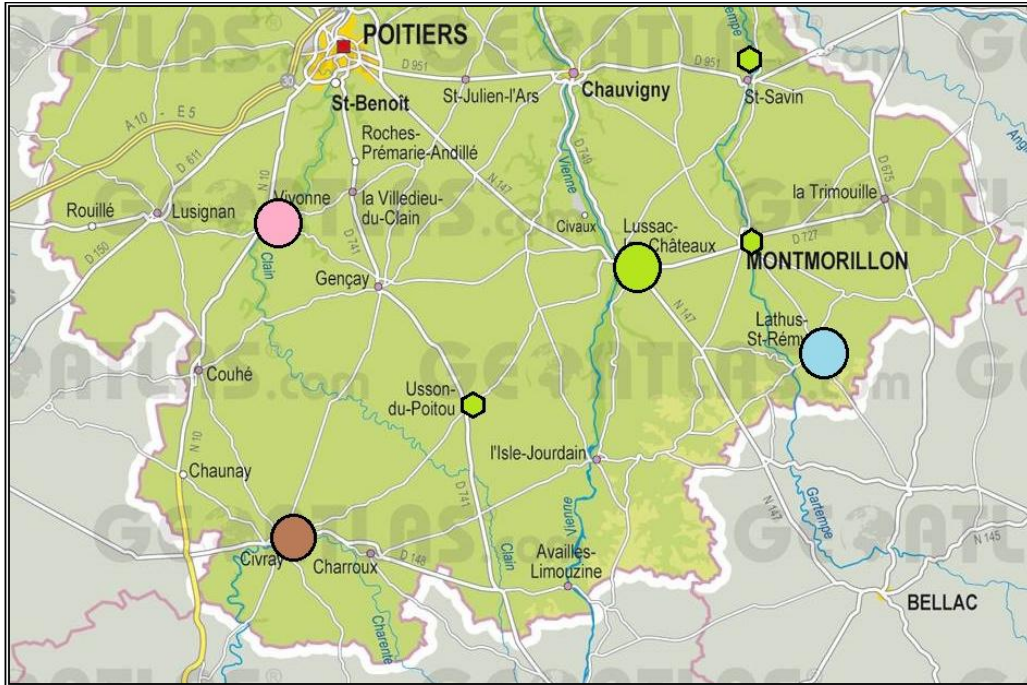 POITIERS
30
D 951
D 951
Gartempe
Chauvigny
St-Savin
St-Julien-l'Ars
St-Benoît
A 10 - E 5
Roches-
Prémarie-Andillé
D 611
N 10
D 749
Vienne
N 147
D 675
la Trimouille
Vivonne
la Villedieu-
du-Clain
Rouillé
Lusignan
Civaux
Lussac-
Châteaux
D 727
MONTMORILLON
D 150
Clain
D 741
Gençay
N 147
Lathus-
St-Rémy
Couhé
Usson-
du-Poitou
N 10
Chaunay
l'Isle-Jourdain
D 741
Vienne
Gartempe
N 147
N 145
Civray
Charroux
D 148
Clain
Availles-
Limouzine
BELLAC
Charente
GEOATLAS.com